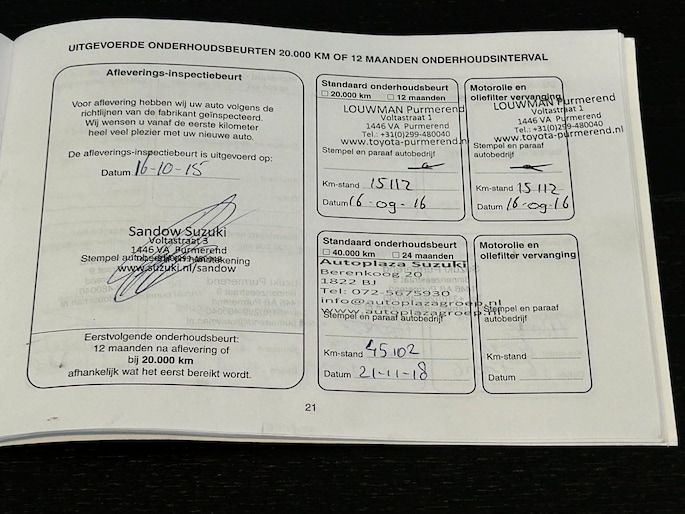 UITGEVOERDE ONDERHOUDSBEURTEN 20.000 KM OF 12 MAANDEN ONDERHOUDSINTERVAL
Afleverings-inspectiebeurt
Voor aflevering hebben wij uw auto volgens de
richtlijnen van de fabrikant geïnspecteerd.
Wij wensen u vanaf de eerste kilometer
heel veel plezier met uw nieuwe auto.
De afleverings-inspectiebeurt is uitgevoerd op:
Datum 16-10-15
Sandow Suzuki
Voltastraat 3
1446 VA Purmerend
Stempel
www.suzuki.nl/sandow
Eerstvolgende onderhoudsbeurt:
12 maanden na aflevering of
bij 20.000 km
afhankelijk wat het eerst bereikt wordt.
Standaard onderhoudsbeurt
20.000 km 12 maanden
LOUWMAN Purmerend
Voltastraat 1
1446 VA Purmerend
Tel.: +31(0)299-480040
www.toyota-purmerend.nl
Stempel en paraaf
autobedrijf
Km-stand 15112
Datum 16-09-16
Motorolie en
oliefilter vervanging
LOUWMAN Purmerend
Voltastraat 1
1446 VA Purmerend
Tel.: +31(0)299-480040
www.toyota-purmerend.nl
Stempel en paraaf
autobedrijf
Km-stand 15112
Datum 16-09-16
Standaard onderhoudsbeurt
40.000 km 24 maanden
Autoplaza Suzuki
Berenkoog 20
1822 BJ
Tel: 072-5675930
info@autoplazagroep.nl
www.autoplazagroep.nl
Stempel en paraaf
autobedrijf
Km-stand 45102
Datum 21-11-18
Motorolie en
oliefilter vervanging
Stempel en paraaf
autobedrijf
Km-stand
Datum
21